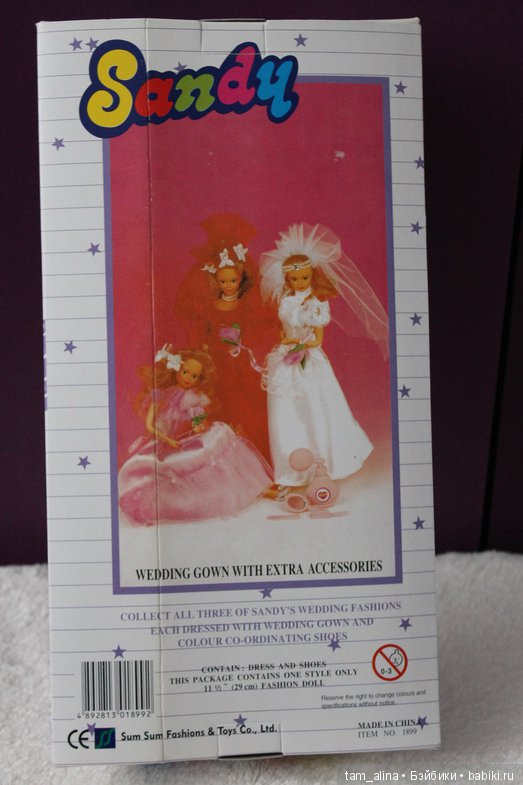 Sandy
WEDDING GOWN WITH EXTRA ACCESSORIES
COLLECT ALL THREE OF SANDY'S WEDDING FASHIONS
EACH DRESSED WITH WEDDING GOWN AND
COLOUR CO-ORDINATING SHOES
CONTAIN: DRESS AND SHOES
THIS PACKAGE CONTAINS ONE STYLE ONLY
11 ½" (29 cm) FASHION DOLL
0-3
Reserve the right to change colours and
specifications without notice.
4 892813 018992
CE Sum Sum Fashions & Toys Co., Ltd.
MADE IN CHINA
ITEM NO. 1899
tam_alina • Бэйбики • babiki.ru